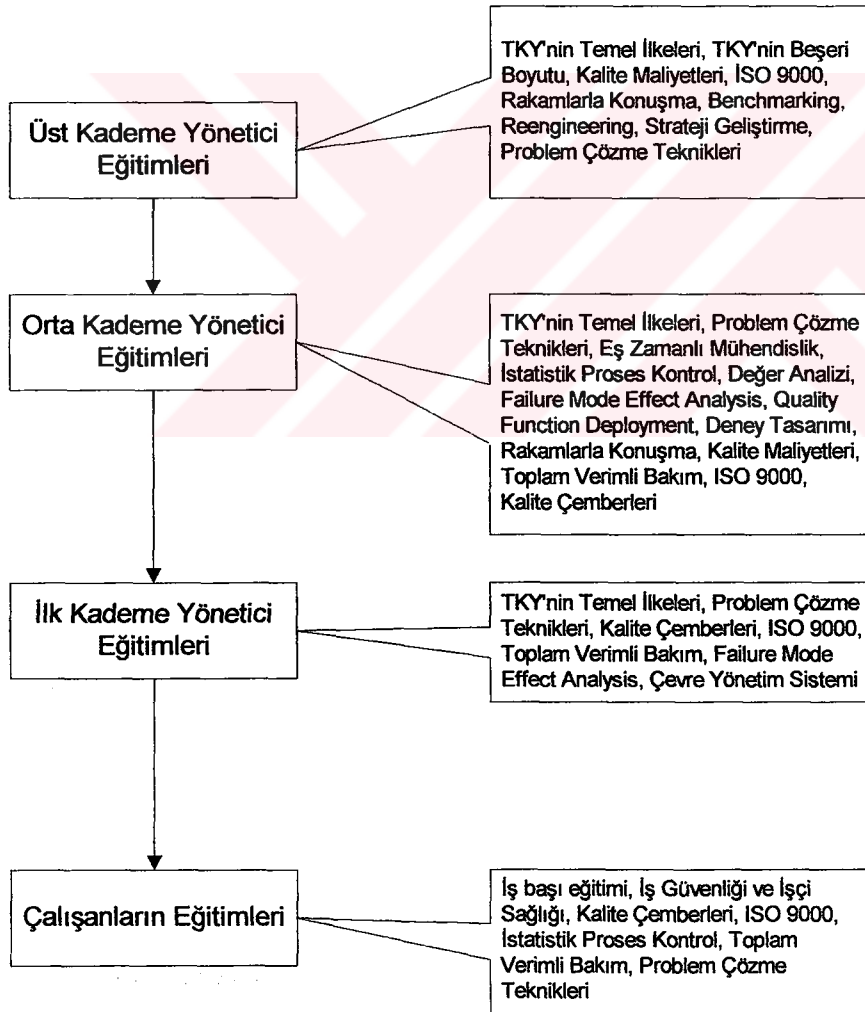 Üst Kademe Yönetici
Eğitimleri
TKY'nin Temel İlkeleri, TKY'nin Beşeri
Boyutu, Kalite Maliyetleri, İSO 9000,
Rakamlarla Konuşma, Benchmarking,
Reengineering, Strateji Geliştirme,
Problem Çözme Teknikleri
Orta Kademe Yönetici
Eğitimleri
TKY'nin Temel İlkeleri, Problem Çözme
Teknikleri, Eş Zamanlı Mühendislik,
İstatistik Proses Kontrol, Değer Analizi,
Failure Mode Effect Analysis, Quality
Function Deployment, Deney Tasarımı,
Rakamlarla Konuşma, Kalite Maliyetleri,
Toplam Verimli Bakım, ISO 9000,
Kalite Çemberleri
İlk Kademe Yönetici
Eğitimleri
TKY'nin Temel İlkeleri, Problem Çözme
Teknikleri, Kalite Çemberleri, ISO 9000,
Toplam Verimli Bakım, Failure Mode
Effect Analysis, Çevre Yönetim Sistemi
Çalışanların Eğitimleri
İş başı eğitimi, İş Güvenliği ve İşçi
Sağlığı, Kalite Çemberleri, ISO 9000,
İstatistik Proses Kontrol, Toplam
Verimli Bakım, Problem Çözme
Teknikleri